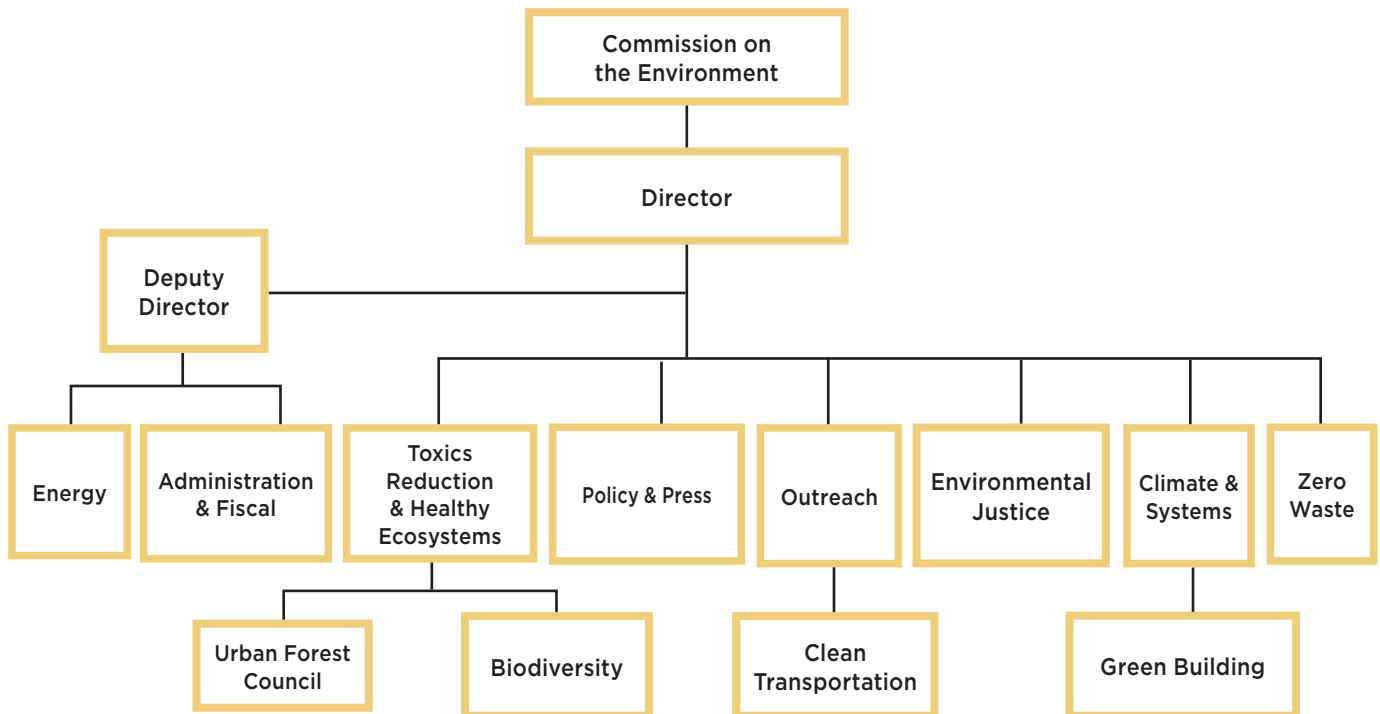 Commission on
the Environment
Director
Deputy
Director
Energy
Administration
& Fiscal
Toxics
Reduction
& Healthy
Ecosystems
Policy & Press
Outreach
Environmental
Justice
Climate &
Systems
Zero
Waste
Urban Forest
Council
Biodiversity
Clean
Transportation
Green Building